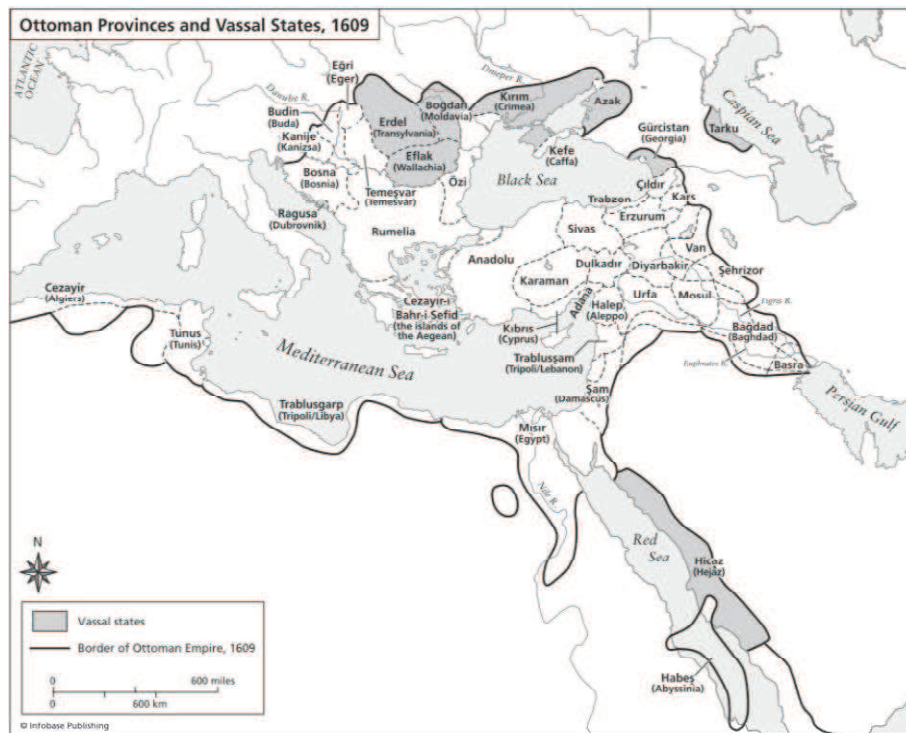 Ottoman Provinces and Vassal States, 1609
ATLANTIC
OCEAN
Eğri
(Eger)
Danube R.
Dnieper R.
Budin
(Buda)
Kanije
(Kanizsa)
Erdel
(Transylvania)
Boğdan
(Moldavia)
Kırım
(Crimea)
Azak
Caspian Sea
Gürcistan
(Georgia)
Tarku
Kefe
(Caffa)
Eflak
(Wallachia)
Bosna
(Bosnia)
Özi
Black Sea
Temeşvar
(Temesvár)
Çıldır
Kars
Trabzon
Ragusa
(Dubrovnik)
Erzurum
Sivas
Rumelia
Van
Anadolu
Dulkadır
Diyarbakir
Şehrizor
Karaman
Cezayir
(Algiers)
Adana
Halep
(Aleppo)
Urfa
Mosul
Tigris R.
Cezayir-i
Bahr-i Sefid
(the islands of
the Aegean)
Tunus
(Tunis)
Kıbrıs
(Cyprus)
Bağdad
(Baghdad)
Mediterranean Sea
Trablusşam
(Tripoli/Lebanon)
Euphrates R.
Basra
Şam
(Damascus)
Persian Gulf
Trablusgarp
(Tripoli/Libya)
Mısır
(Egypt)
Nile R.
Red
Sea
Hicaz
(Hejaz)
N
Vassal states
Border of Ottoman Empire, 1609
0 600 miles
0 600 km
Habeş
(Abyssinia)
© Infobase Publishing